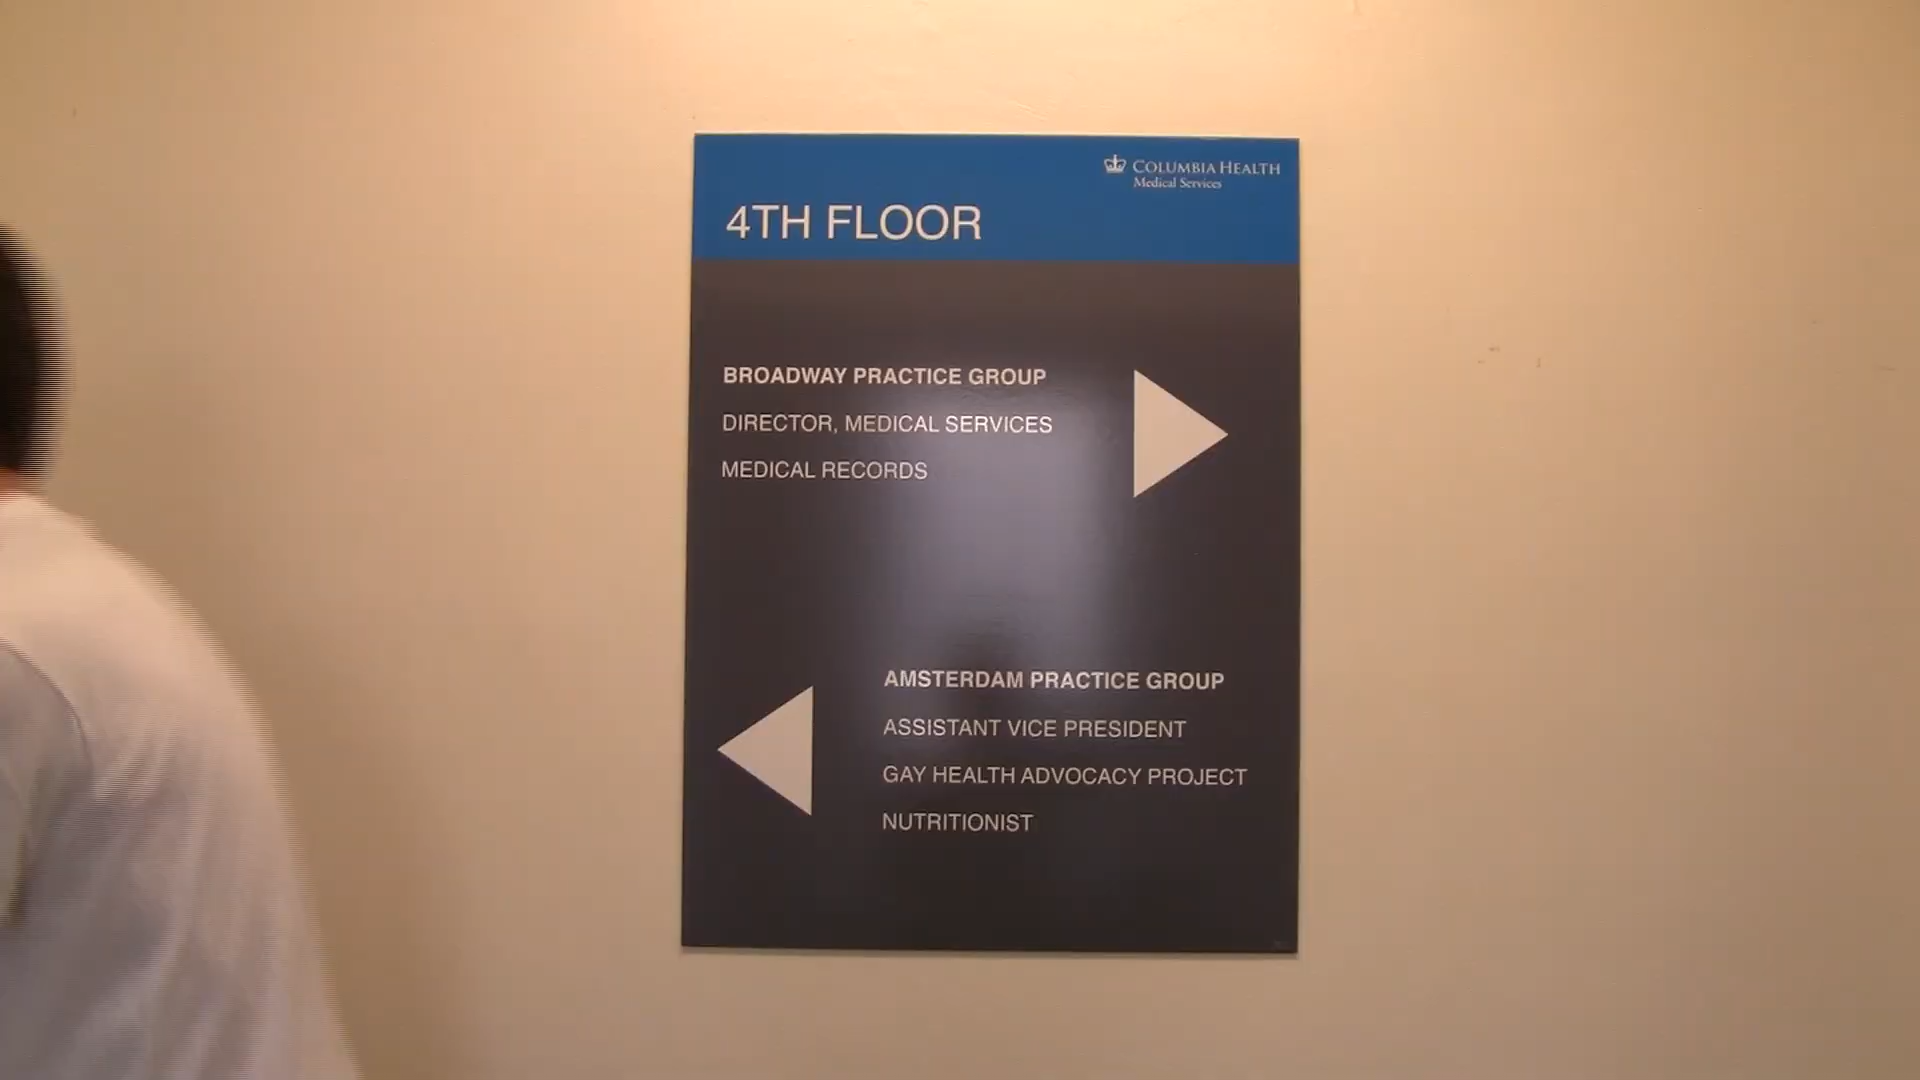 COLUMBIA HEALTH
Medical Services
4TH FLOOR
BROADWAY PRACTICE GROUP
DIRECTOR, MEDICAL SERVICES
MEDICAL RECORDS
AMSTERDAM PRACTICE GROUP
ASSISTANT VICE PRESIDENT
GAY HEALTH ADVOCACY PROJECT
NUTRITIONIST